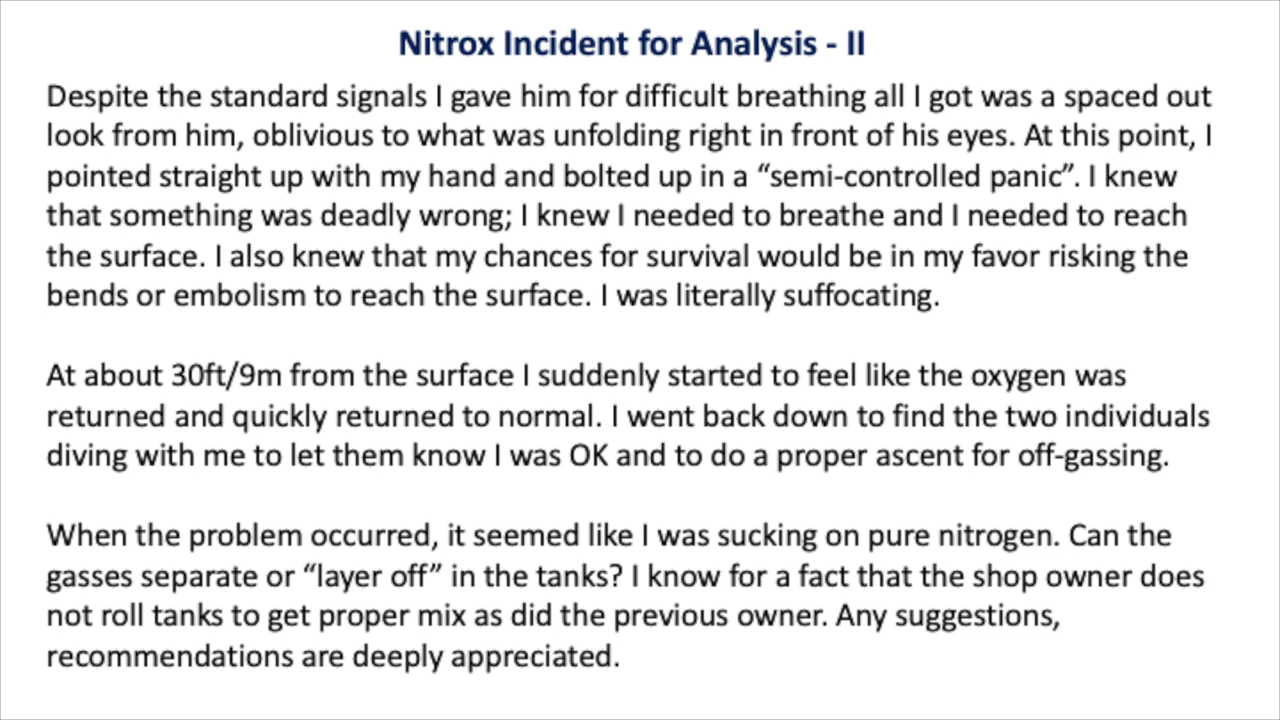 Nitrox Incident for Analysis - II
Despite the standard signals I gave him for difficult breathing all I got was a spaced out
look from him, oblivious to what was unfolding right in front of his eyes. At this point, I
pointed straight up with my hand and bolted up in a “semi-controlled panic”. I knew
that something was deadly wrong; I knew I needed to breathe and I needed to reach
the surface. I also knew that my chances for survival would be in my favor risking the
bends or embolism to reach the surface. I was literally suffocating.
At about 30ft/9m from the surface I suddenly started to feel like the oxygen was
returned and quickly returned to normal. I went back down to find the two individuals
diving with me to let them know I was OK and to do a proper ascent for off-gassing.
When the problem occurred, it seemed like I was sucking on pure nitrogen. Can the
gasses separate or “layer off” in the tanks? I know for a fact that the shop owner does
not roll tanks to get proper mix as did the previous owner. Any suggestions,
recommendations are deeply appreciated.